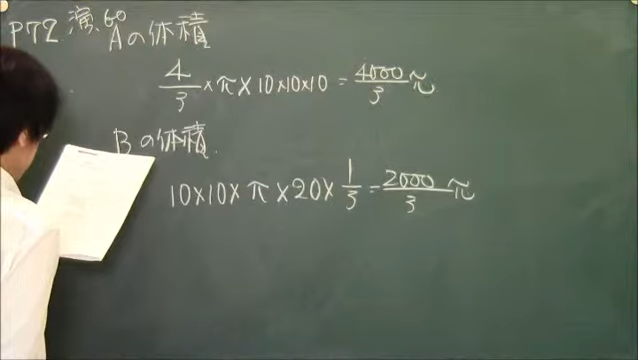 P72 演60
Aの体積
4/3 × π × 10×10×10 = 4000/3 π
Bの体積.
10×10× π ×20× 1/3 = 2000/3 π